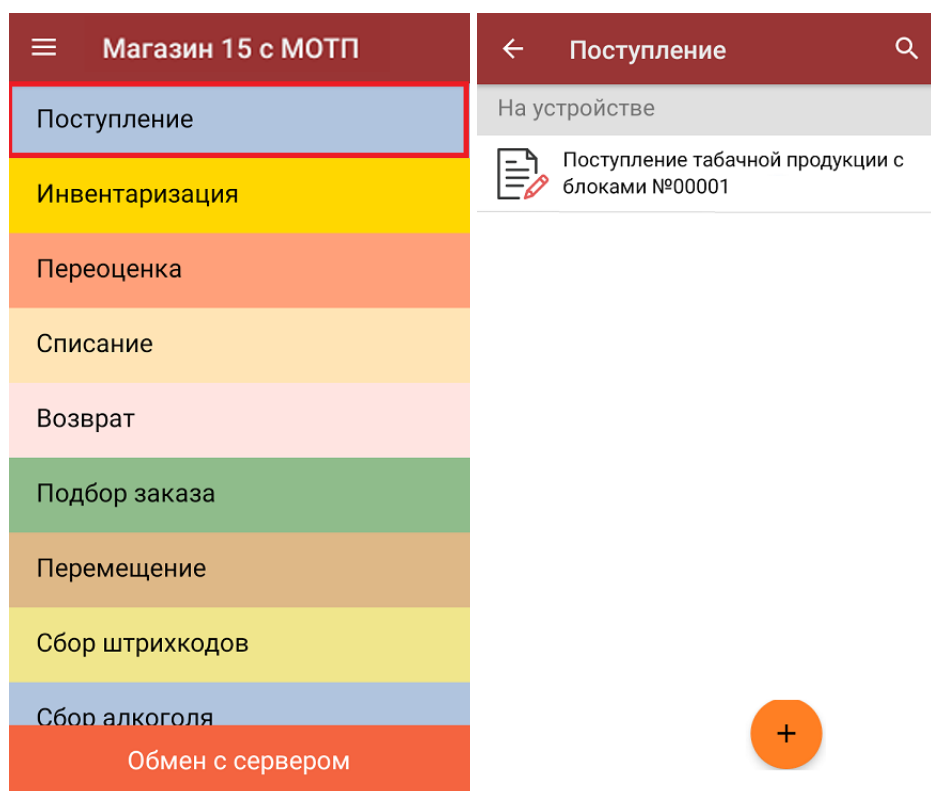 Магазин 15 с МОТП
Поступление
Инвентаризация
Переоценка
Списание
Возврат
Подбор заказа
Перемещение
Сбор штрихкодов
Сбор алкоголя
Обмен с сервером
Поступление
На устройстве
Поступление табачной продукции с
блоками №00001
+